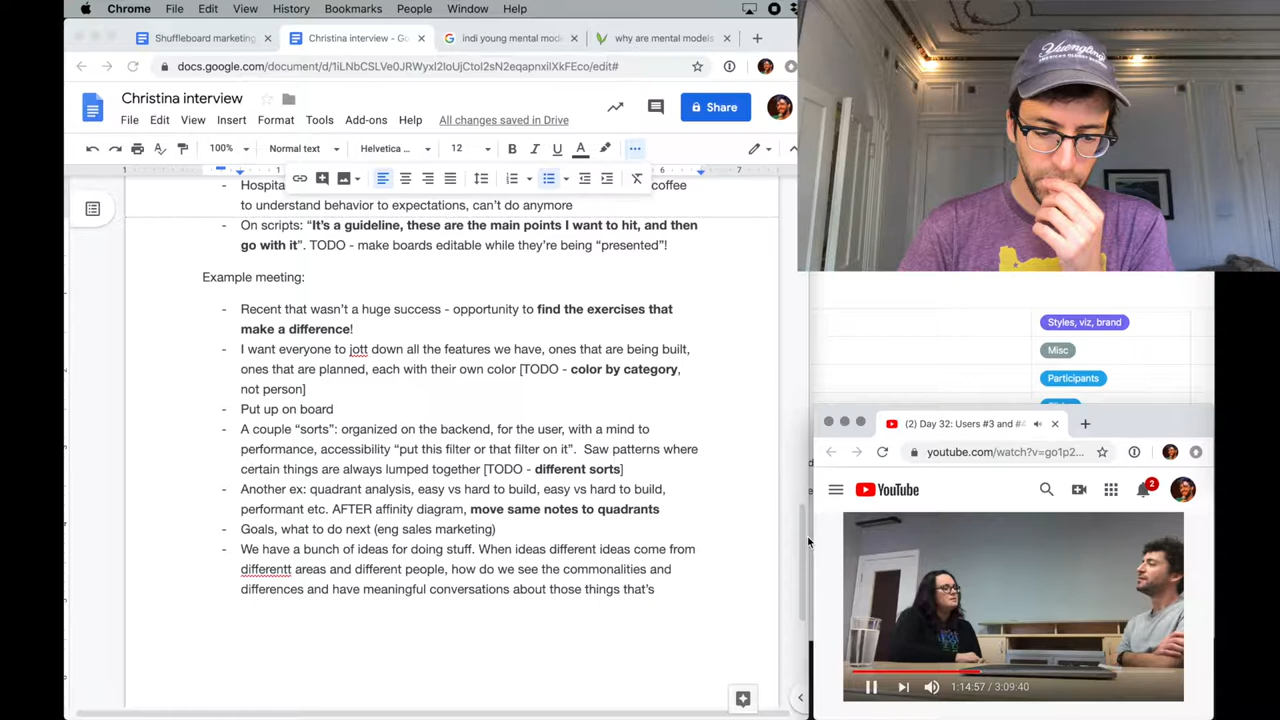 Chrome File Edit View History Bookmarks People Window Help
Shuffleboard marketing
Christina interview - Go
indi young mental mode
why are mental models
docs.google.com/document/d/1iLNSLsLVe0JRWyxI2IoUjCtoI2sN2eqapnxiIXkFEco/edit#
Christina interview
File Edit View Insert Format Tools Add-ons Help All changes saved in Drive
Share
100% Normal text Helvetica ... 12 B I U A
Hospita
coffee
to understand behavior to expectations, can't do anymore
- On scripts: "It's a guideline, these are the main points I want to hit, and then
go with it". TODO - make boards editable while they're being "presented"!
Example meeting:
- Recent that wasn't a huge success - opportunity to find the exercises that
make a difference!
- I want everyone to jott down all the features we have, ones that are being built,
ones that are planned, each with their own color [TODO - color by category,
not person]
- Put up on board
- A couple "sorts": organized on the backend, for the user, with a mind to
performance, accessibility "put this filter or that filter on it". Saw patterns where
certain things are always lumped together [TODO - different sorts]
- Another ex: quadrant analysis, easy vs hard to build, easy vs hard to build,
performant etc. AFTER affinity diagram, move same notes to quadrants
- Goals, what to do next (eng sales marketing)
- We have a bunch of ideas for doing stuff. When ideas different ideas come from
differentt areas and different people, how do we see the commonalities and
differences and have meaningful conversations about those things that's
Yuengling
AMERICA'S OLDEST BREWERY
Styles, viz, brand
Misc
Participants
(2) Day 32: Users #3 and #4
youtube.com/watch?v=go1p2...
YouTube
2
1:14:57 / 3:09:40